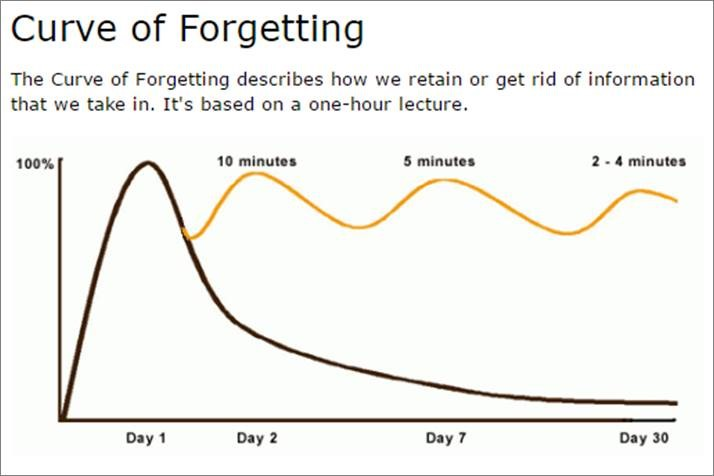 Curve of Forgetting
The Curve of Forgetting describes how we retain or get rid of information
that we take in. It's based on a one-hour lecture.
100%
10 minutes
5 minutes
2 - 4 minutes
Day 1
Day 2
Day 7
Day 30